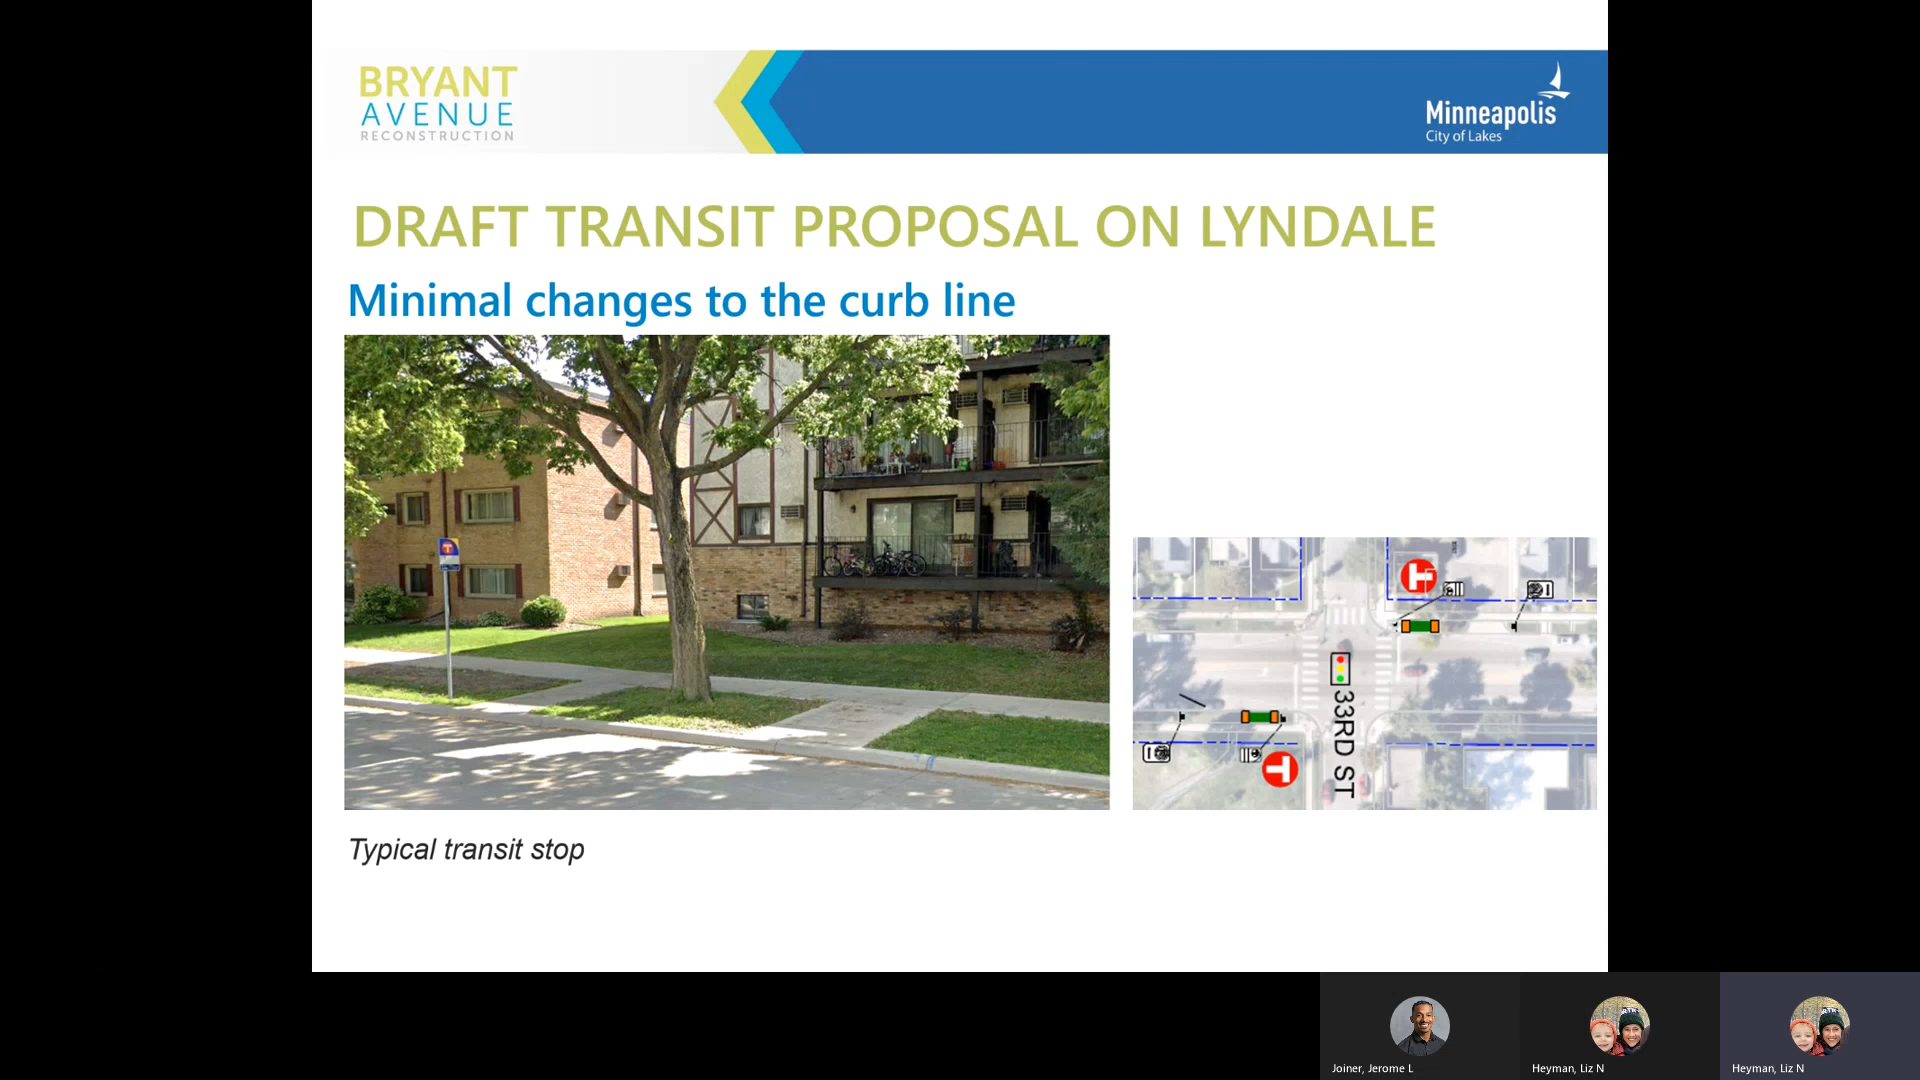 BRYANT
AVENUE
RECONSTRUCTION
Minneapolis
City of Lakes
DRAFT TRANSIT PROPOSAL ON LYNDALE
Minimal changes to the curb line
T
T
33RD ST
T
Typical transit stop
Joiner, Jerome L
Heyman, Liz N
Heyman, Liz N